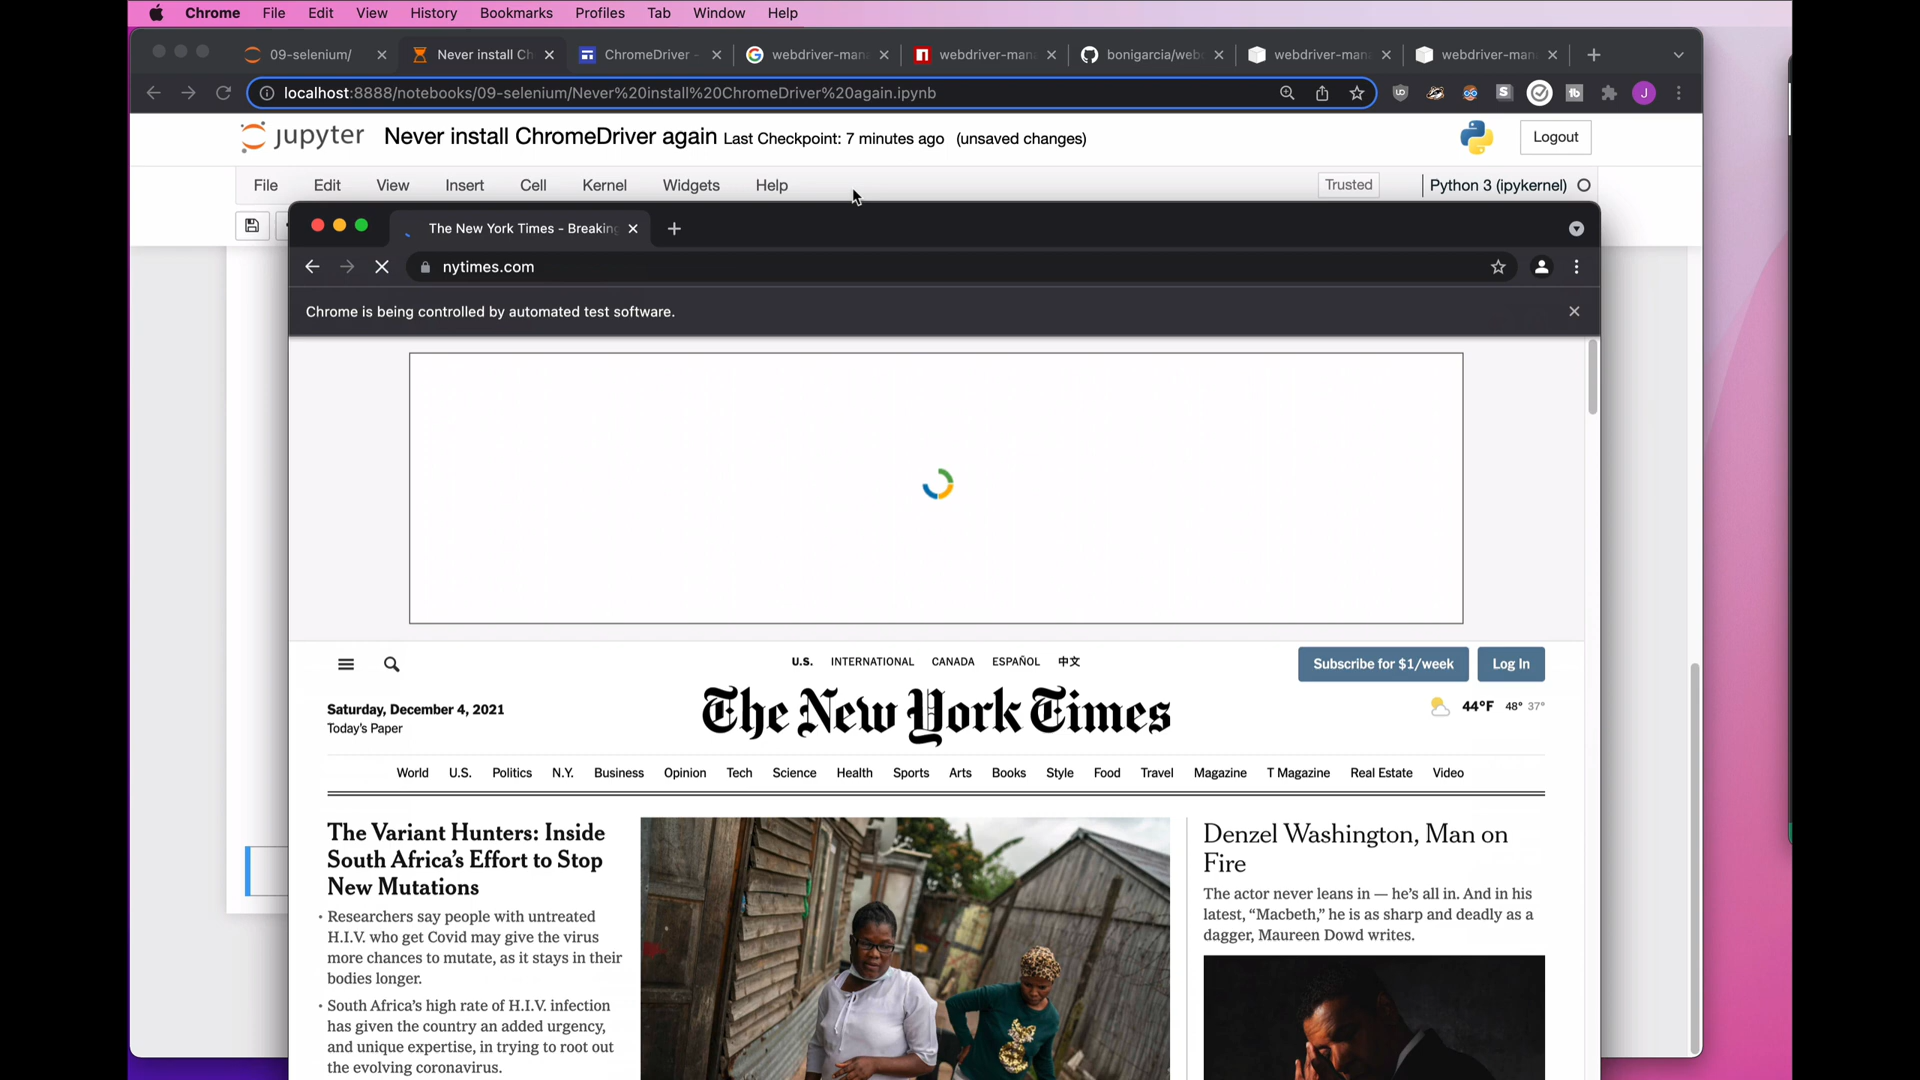 Chrome File Edit View History Bookmarks Profiles Tab Window Help
09-selenium/ Never install Ch ChromeDriver - webdriver-man webdriver-man bonigarcia/webd webdriver-man webdriver-man
localhost:8888/notebooks/09-selenium/Never%20install%20ChromeDriver%20again.ipynb
J
jupyter Never install ChromeDriver again Last Checkpoint: 7 minutes ago (unsaved changes) Logout
File Edit View Insert Cell Kernel Widgets Help Trusted Python 3 (ipykernel)
The New York Times - Breaking
nytimes.com
Chrome is being controlled by automated test software.
U.S. INTERNATIONAL CANADA ESPAÑOL 中文
Subscribe for $1/week Log In
Saturday, December 4, 2021
Today's Paper
The New York Times
44°F 48° 37°
World U.S. Politics N.Y. Business Opinion Tech Science Health Sports Arts Books Style Food Travel Magazine T Magazine Real Estate Video
The Variant Hunters: Inside
South Africa's Effort to Stop
New Mutations
• Researchers say people with untreated
H.I.V. who get Covid may give the virus
more chances to mutate, as it stays in their
bodies longer.
• South Africa's high rate of H.I.V. infection
has given the country an added urgency,
and unique expertise, in trying to root out
the evolving coronavirus.
Denzel Washington, Man on
Fire
The actor never leans in — he's all in. And in his
latest, “Macbeth,” he is as sharp and deadly as a
dagger, Maureen Dowd writes.